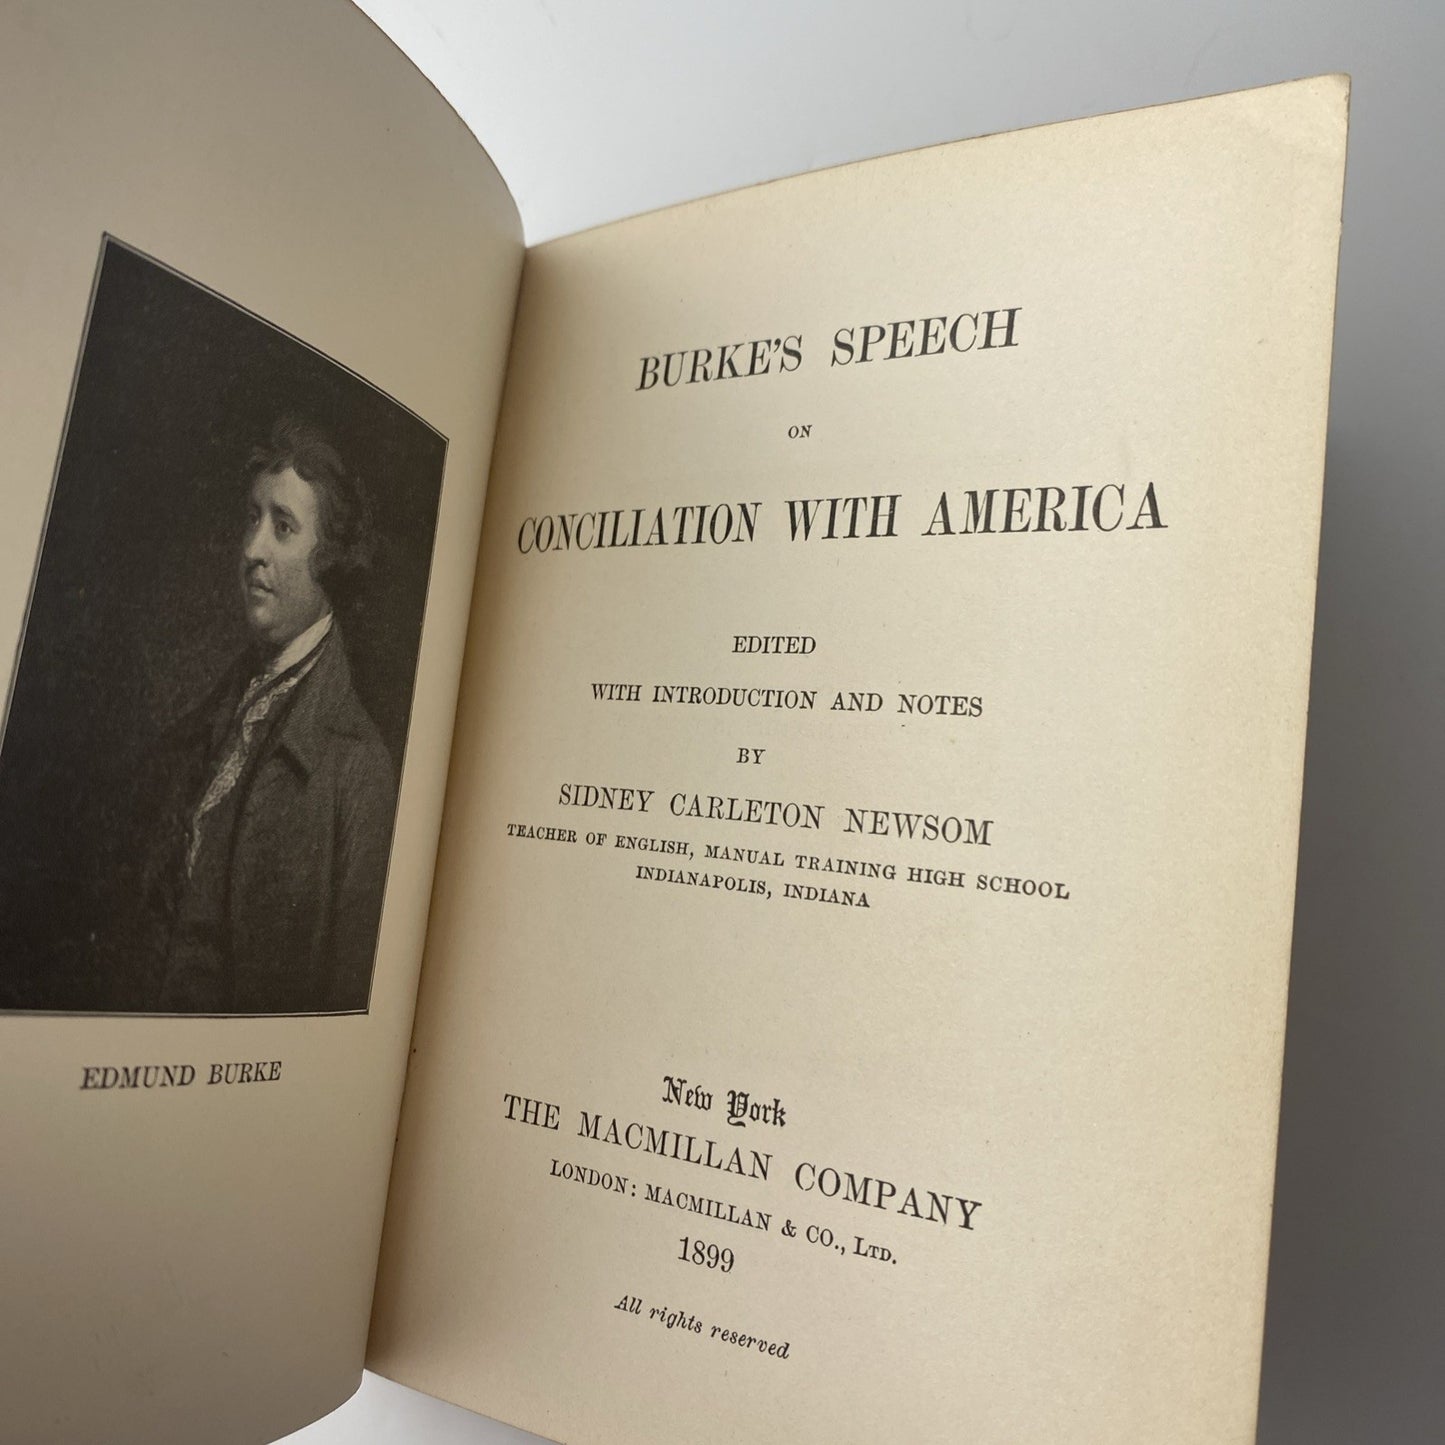 EDMUND BURKE
BURKE'S SPEECH
ON
CONCILIATION WITH AMERICA
EDITED
WITH INTRODUCTION AND NOTES
BY
SIDNEY CARLETON NEWSOM
TEACHER OF ENGLISH, MANUAL TRAINING HIGH SCHOOL
INDIANAPOLIS, INDIANA
New York
THE MACMILLAN COMPANY
LONDON: MACMILLAN & CO., LTD.
1899
All rights reserved